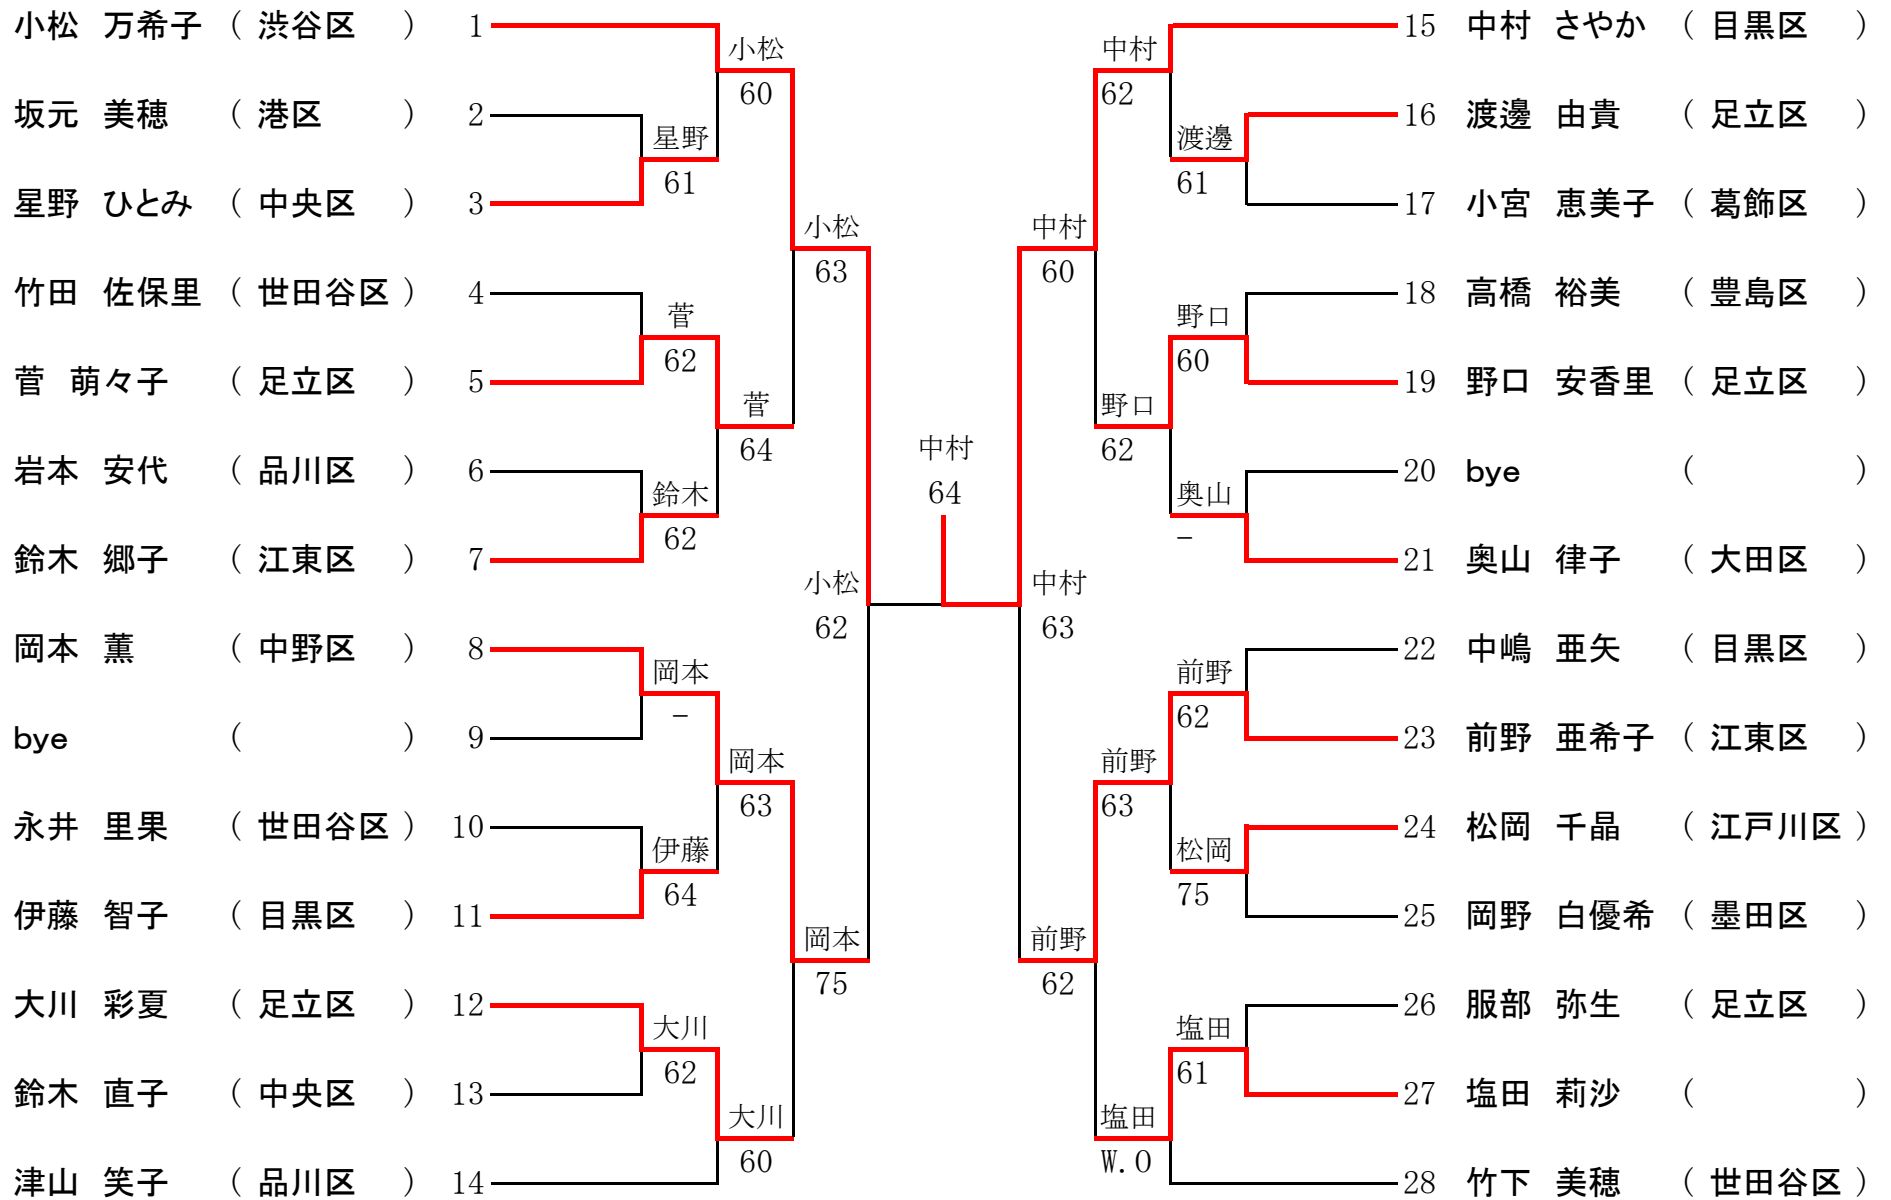 小松 万希子 ( 渋谷区 ) 1
坂元 美穂 ( 港区 ) 2
星野 ひとみ ( 中央区 ) 3
竹田 佐保里 ( 世田谷区 ) 4
菅 萌々子 ( 足立区 ) 5
岩本 安代 ( 品川区 ) 6
鈴木 郷子 ( 江東区 ) 7
岡本 薫 ( 中野区 ) 8
bye ( ) 9
永井 里果 ( 世田谷区 ) 10
伊藤 智子 ( 目黒区 ) 11
大川 彩夏 ( 足立区 ) 12
鈴木 直子 ( 中央区 ) 13
津山 笑子 ( 品川区 ) 14
星野
61
菅
62
鈴木
62
岡本
-
伊藤
64
大川
62
小松
60
菅
64
岡本
63
大川
60
小松
63
岡本
75
小松
62
中村
64
中村
63
中村
60
前野
62
中村
62
野口
62
前野
63
塩田
W.O
渡邊
61
野口
60
奥山
-
前野
62
松岡
75
塩田
61
15 中村 さやか ( 目黒区 )
16 渡邊 由貴 ( 足立区 )
17 小宮 恵美子 ( 葛飾区 )
18 高橋 裕美 ( 豊島区 )
19 野口 安香里 ( 足立区 )
20 bye ( )
21 奥山 律子 ( 大田区 )
22 中嶋 亜矢 ( 目黒区 )
23 前野 亜希子 ( 江東区 )
24 松岡 千晶 ( 江戸川区 )
25 岡野 白優希 ( 墨田区 )
26 服部 弥生 ( 足立区 )
27 塩田 莉沙 ( )
28 竹下 美穂 ( 世田谷区 )